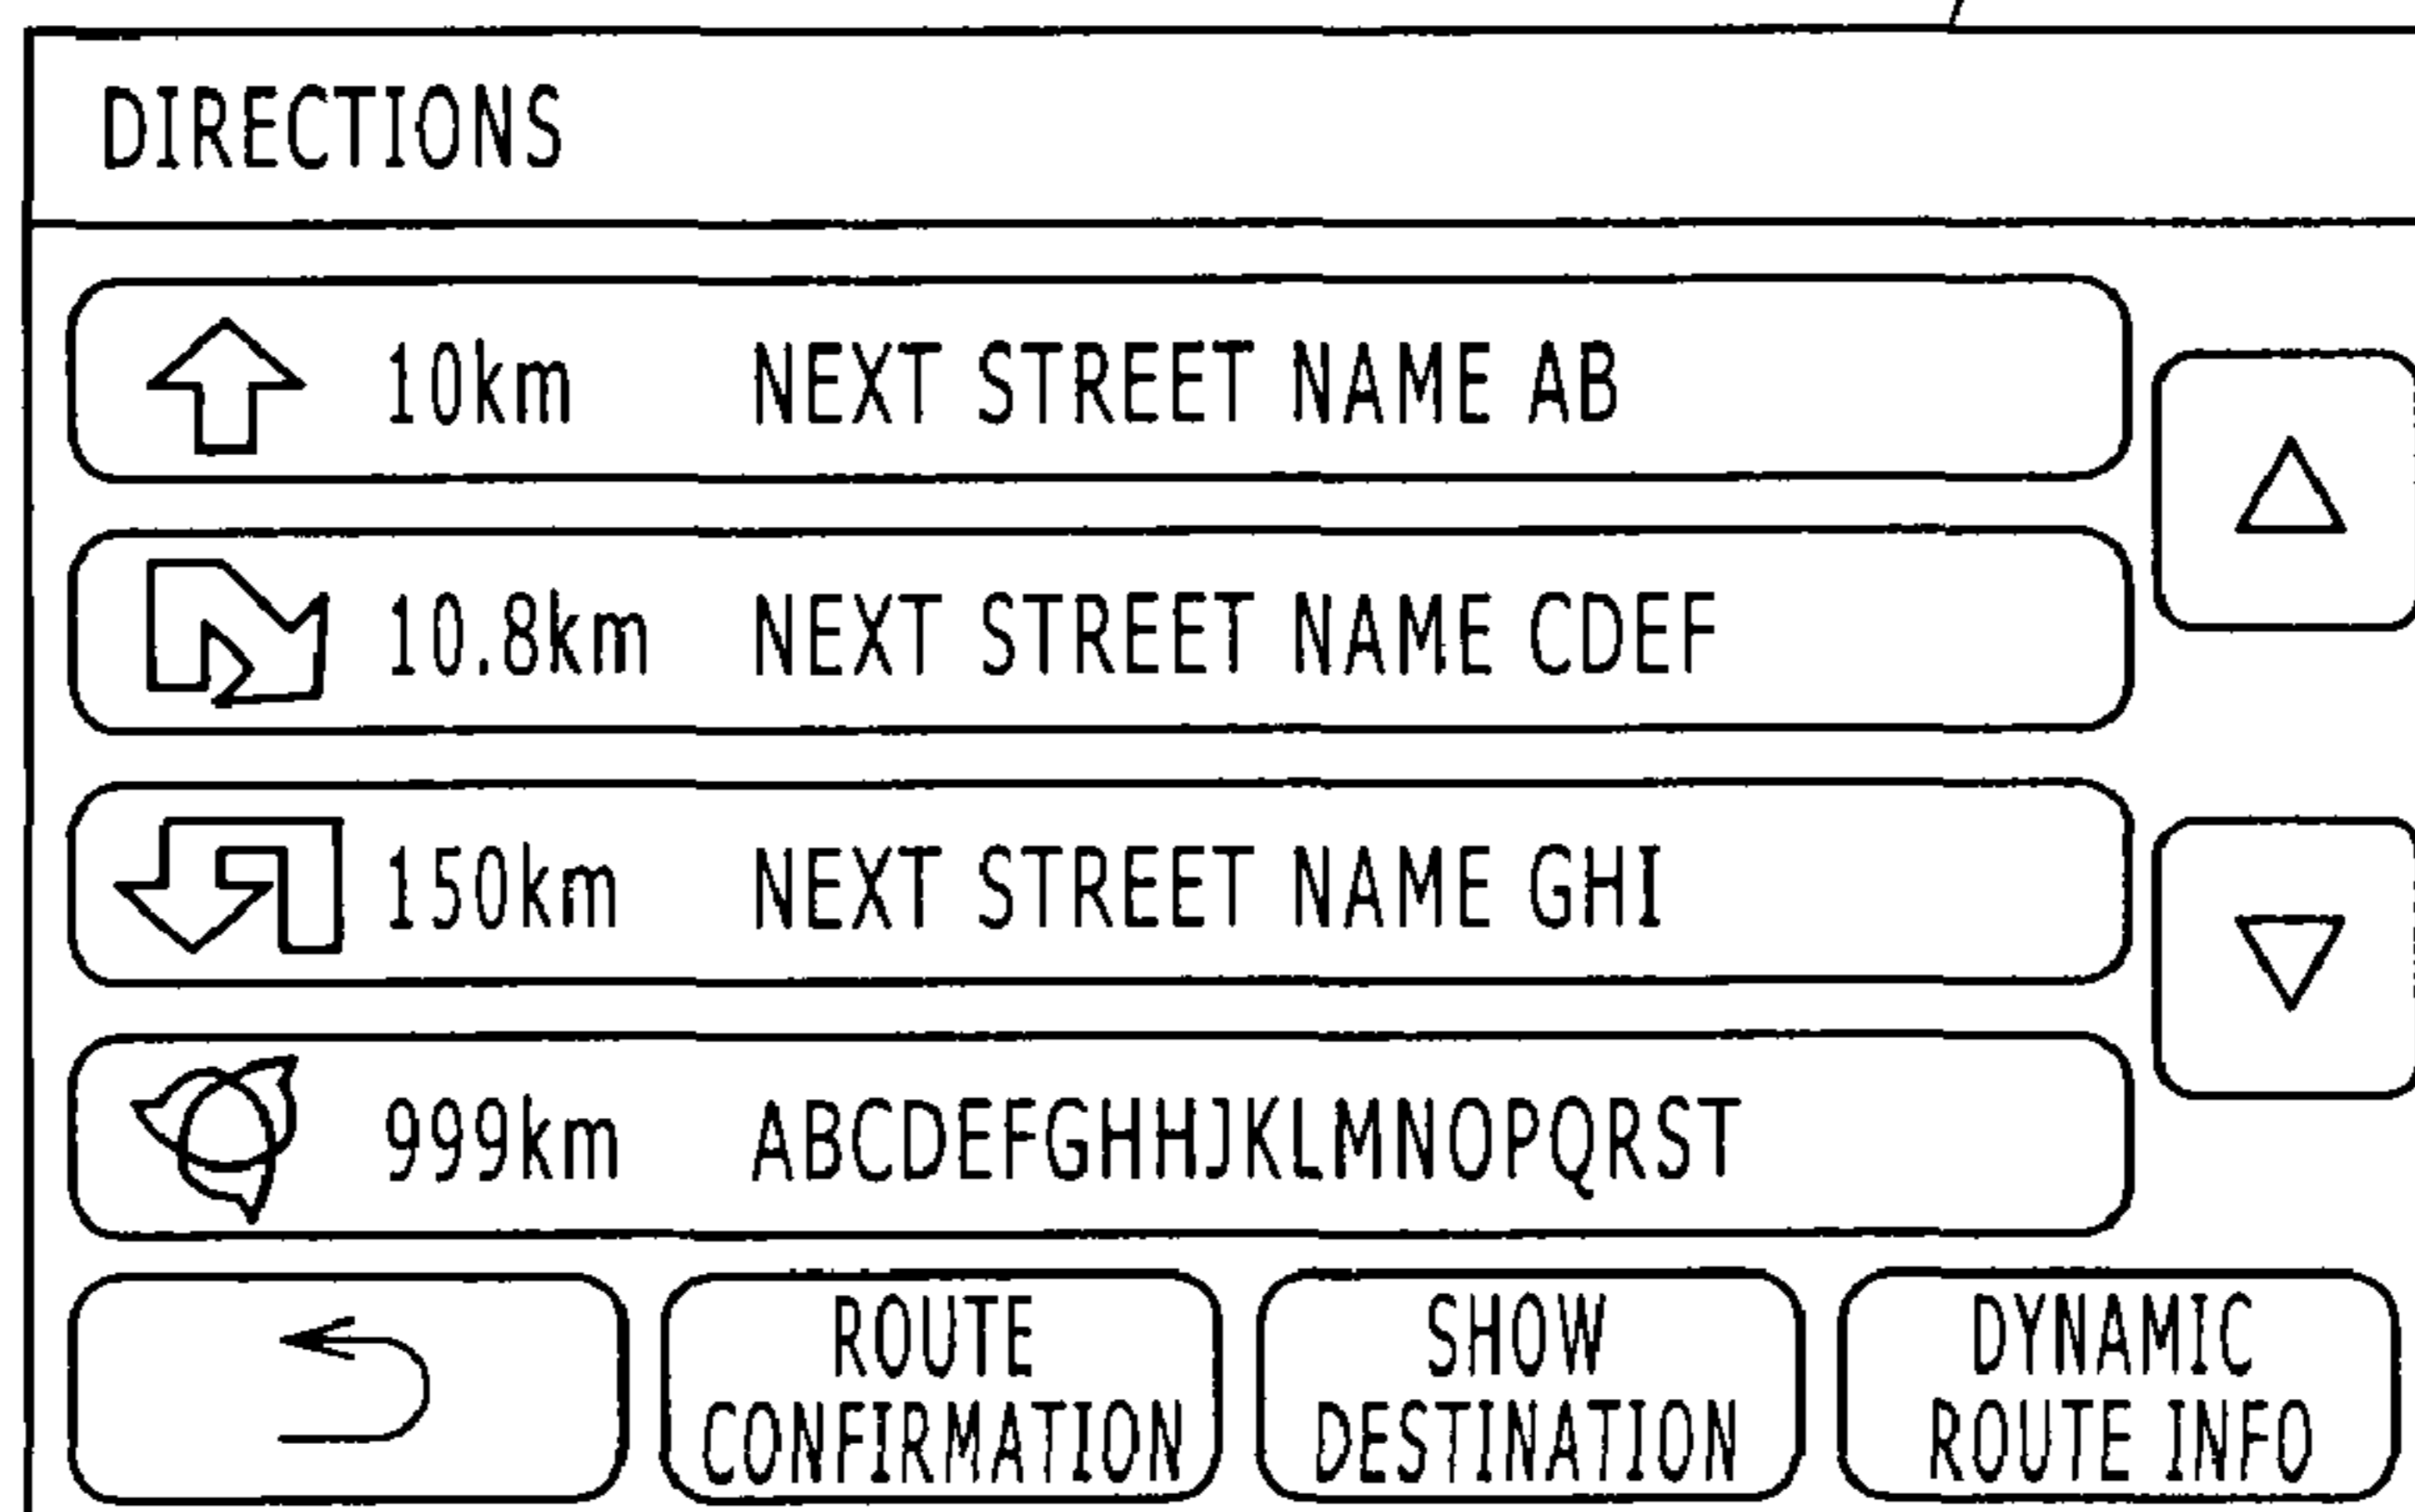 DIRECTIONS
10km NEXT STREET NAME AB
10.8km NEXT STREET NAME CDEF
150km NEXT STREET NAME GHI
999km ABCDEFGHHJKLMNOPQRST
ROUTE
CONFIRMATION
SHOW
DESTINATION
DYNAMIC
ROUTE INFO